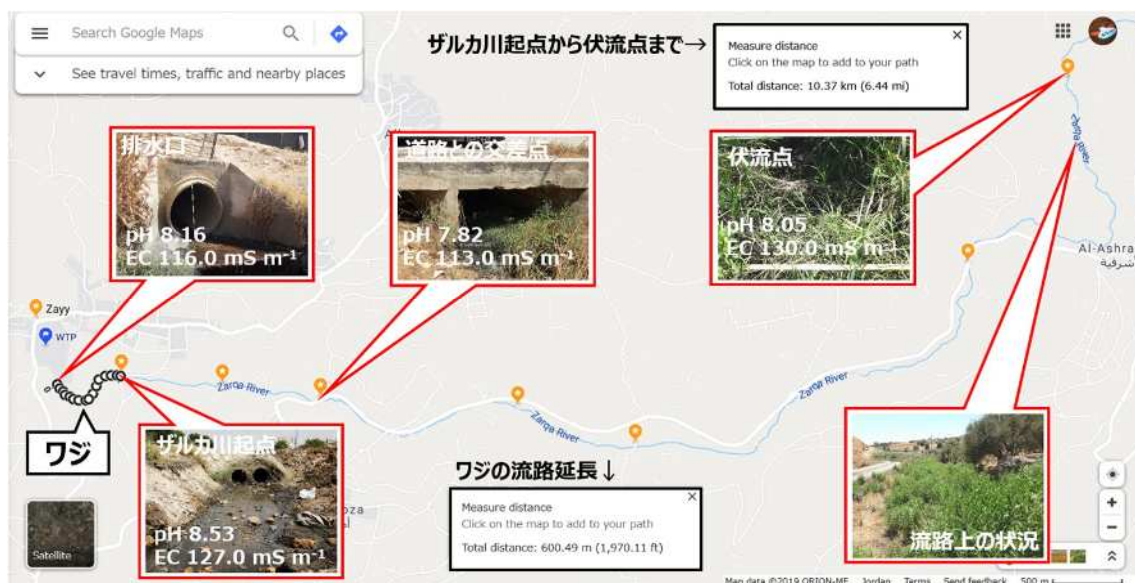 Search Google Maps
See travel times, traffic and nearby places
ザルカ川起点から伏流点まで→
Measure distance
Click on the map to add to your path
Total distance: 10.37 km (6.44 mi)
排水口
pH 8.16
EC 116.0 mS m⁻¹
道路との交差点
pH 7.82
EC 113.0 mS m⁻¹
伏流点
pH 8.05
EC 130.0 mS m⁻¹
Zarqa River
Al-Ashra
شرقية
Zayy
WTP
Zarqa River
Zarqa River
Zarqa River
ワジ
ザルカ川起点
pH 8.53
EC 127.0 mS m⁻¹
ワジの流路延長↓
Measure distance
Click on the map to add to your path
Total distance: 600.49 m (1,970.11 ft)
流路上の状況
oza
Satellite
Map data ©2019 ORION-ME Jordan Terms Send feedback 500 m